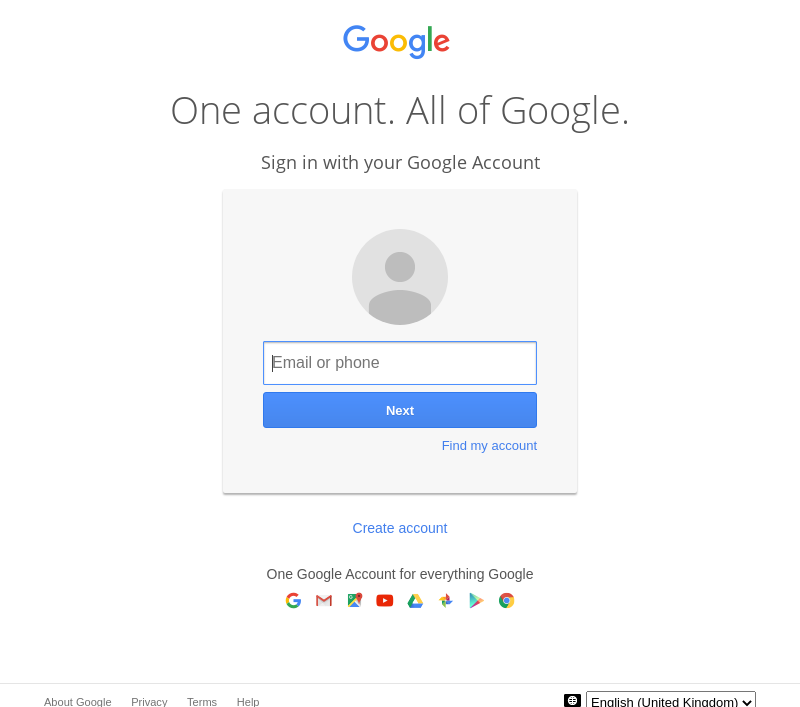 Google
One account. All of Google.
Sign in with your Google Account
Email or phone
Next
Find my account
Create account
One Google Account for everything Google
About Google Privacy Terms Help English (United Kingdom)